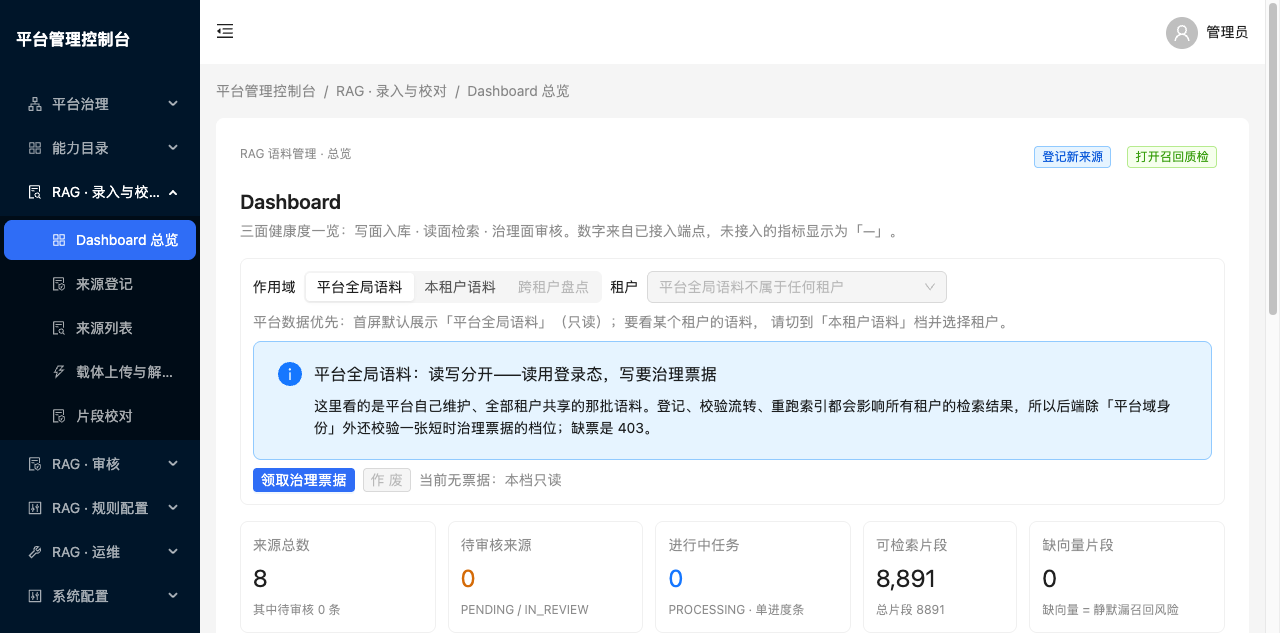 平台管理控制台
管理员
平台治理
能力目录
RAG · 录入与校...
Dashboard 总览
来源登记
来源列表
载体上传与解...
片段校对
RAG · 审核
RAG · 规则配置
RAG · 运维
系统配置
平台管理控制台 / RAG · 录入与校对 / Dashboard 总览
RAG 语料管理 · 总览
登记新来源 打开召回质检
Dashboard
三面健康度一览：写面入库 · 读面检索 · 治理面审核。数字来自已接入端点，未接入的指标显示为「—」。
作用域 平台全局语料 本租户语料 跨租户盘点 租户 平台全局语料不属于任何租户
平台数据优先：首屏默认展示「平台全局语料」（只读）；要看某个租户的语料， 请切到「本租户语料」档并选择租户。
平台全局语料：读写分开——读用登录态，写要治理票据
这里看的是平台自己维护、全部租户共享的那批语料。登记、校验流转、重跑索引都会影响所有租户的检索结果，所以后端除「平台域身
份」外还校验一张短时治理票据的档位；缺票是 403。
领取治理票据 作 废 当前无票据：本档只读
来源总数
8
其中待审核 0 条
待审核来源
0
PENDING / IN_REVIEW
进行中任务
0
PROCESSING · 单进度条
可检索片段
8,891
总片段 8891
缺向量片段
0
缺向量 = 静默漏召回风险